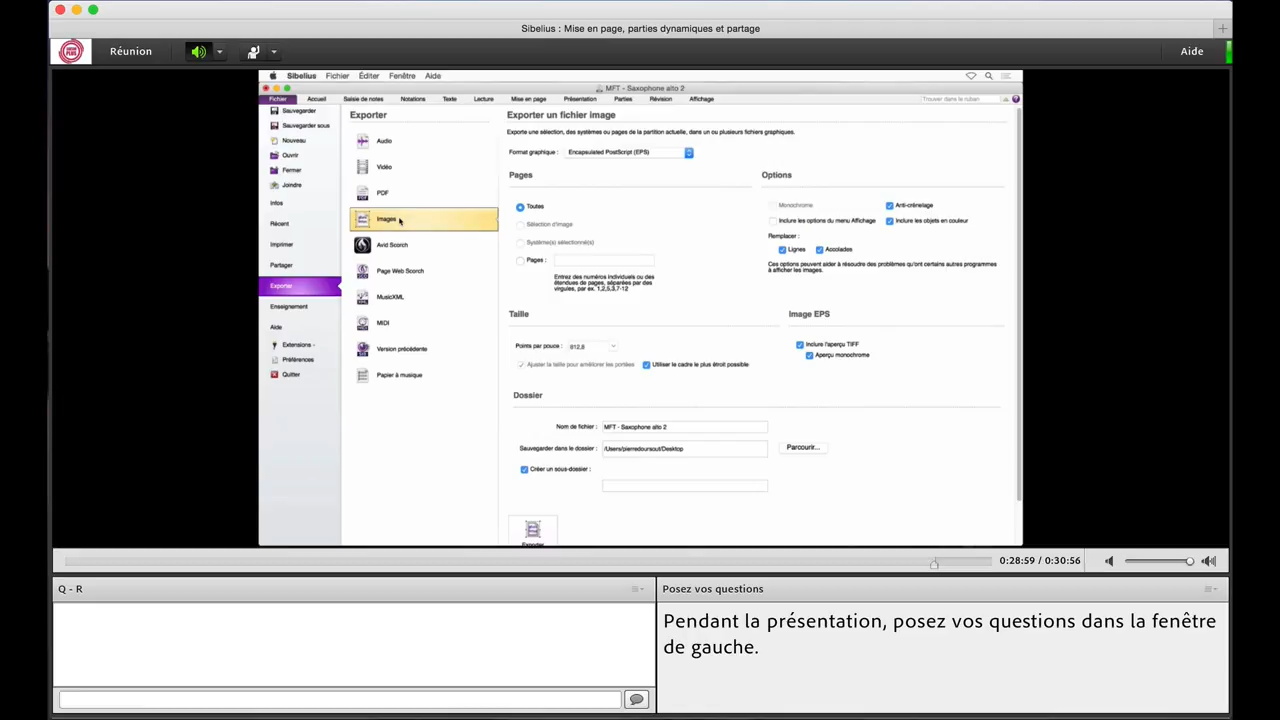 Sibelius : Mise en page, parties dynamiques et partage
Réunion
Aide
Sibelius Fichier Éditer Fenêtre Aide
MFT - Saxophone alto 2
Fichier Accueil Saisie de notes Notations Texte Lecture Mise en page Présentation Parties Révision Affichage Trouver dans le ruban
Sauvegarder
Sauvegarder sous
Nouveau
Ouvrir
Fermer
Joindre
Infos
Récent
Imprimer
Partager
Exporter
Enseignement
Aide
Extensions
Préférences
Quitter
Exporter
Audio
Vidéo
PDF
Images
Avid Scorch
Page Web Scorch
MusicXML
MIDI
Version précédente
Papier à musique
Exporter un fichier image
Exporte une sélection, des systèmes ou pages de la partition actuelle, dans un ou plusieurs fichiers graphiques.
Format graphique : Encapsulated PostScript (EPS)
Pages
Toutes
Sélection d'image
Système(s) sélectionné(s)
Pages :
Entrez des numéros individuels ou des
étendues de pages, séparées par des
virgules, par ex. 1,2,5,3,7-12
Options
Monochrome
Anti-crénelage
Inclure les options du menu Affichage
Inclure les objets en couleur
Remplacer :
Lignes
Accolades
Ces options peuvent aider à résoudre des problèmes qu'ont certains autres programmes
à afficher les images.
Taille
Points par pouce : 812,8
Ajuster la taille pour améliorer les portées
Utiliser le cadre le plus étroit possible
Image EPS
Inclure l'aperçu TIFF
Aperçu monochrome
Dossier
Nom de fichier : MFT - Saxophone alto 2
Sauvegarder dans le dossier : /Users/pierredoursout/Desktop
Parcourir...
Créer un sous-dossier :
Exporter
0:28:59 / 0:30:56
Q - R
Posez vos questions
Pendant la présentation, posez vos questions dans la fenêtre
de gauche.